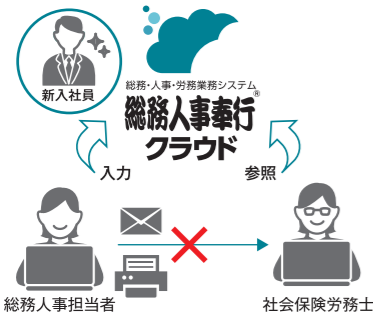 新入社員
総務・人事・労務業務システム
総務人事奉行®
クラウド
入力
参照
総務人事担当者
社会保険労務士